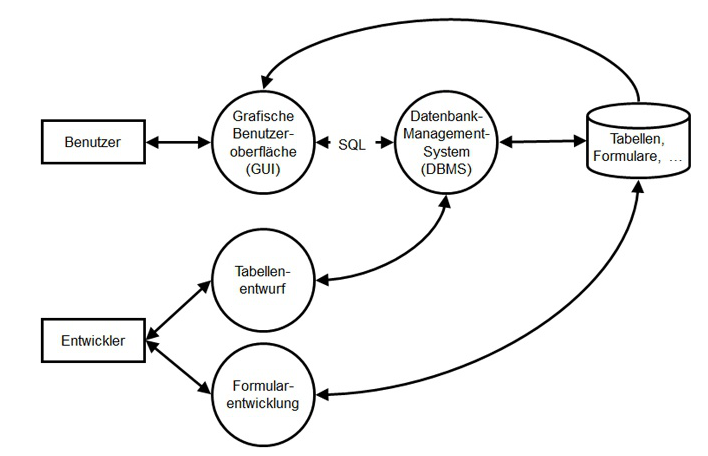 Benutzer
Grafische
Benutzer-
oberfläche
(GUI)
SQL
Datenbank-
Management-
System
(DBMS)
Tabellen,
Formulare, ...
Tabellen-
entwurf
Entwickler
Formular-
entwicklung